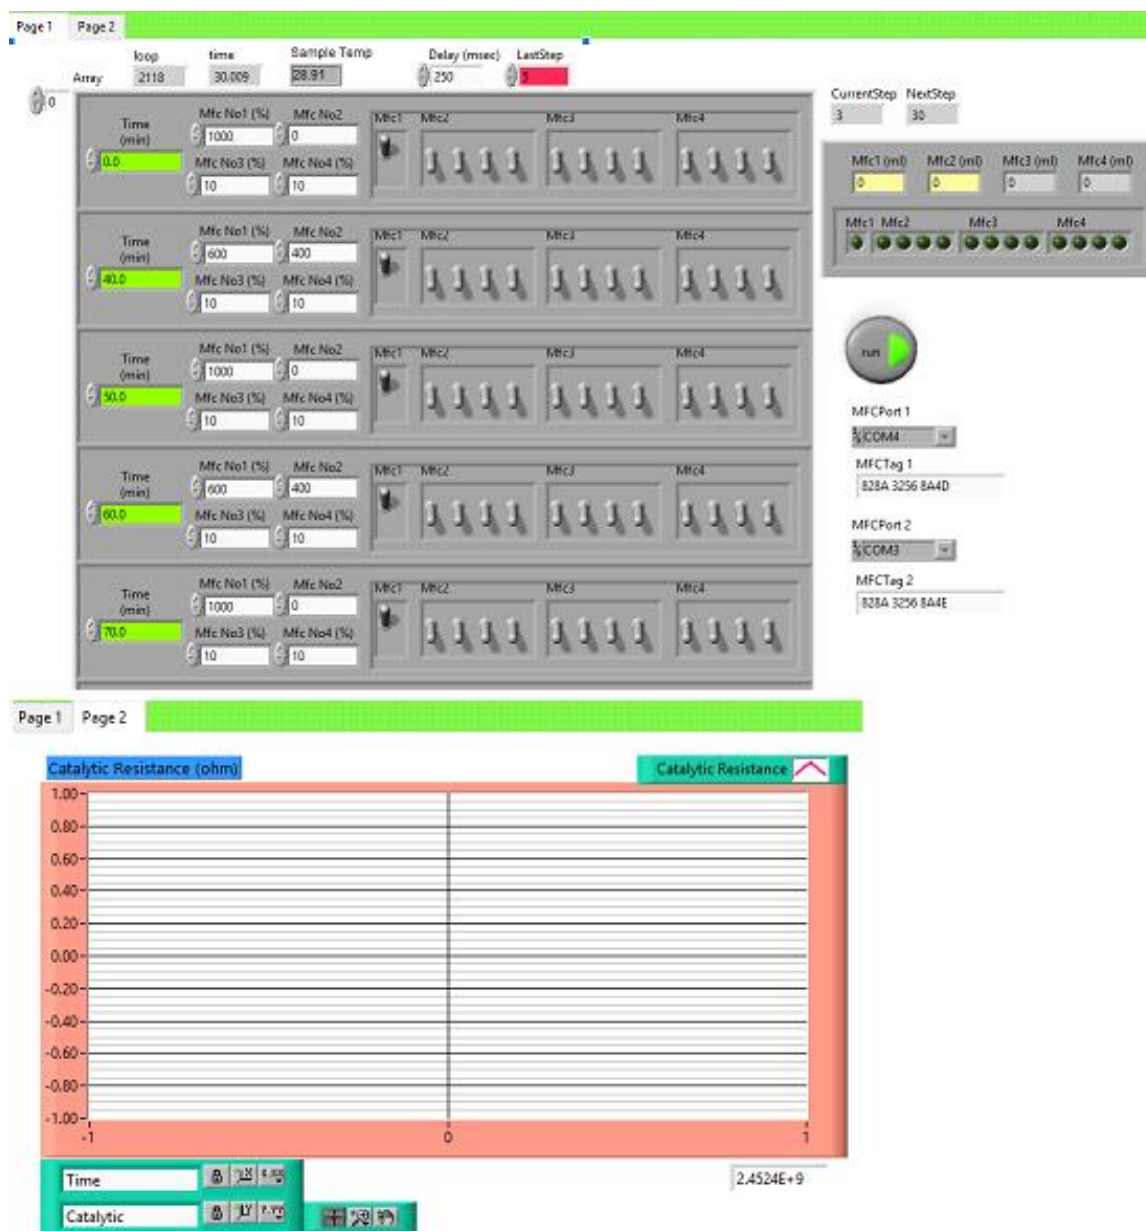 Page 1 Page 2
loop time Sample Temp Delay (msec) LastStep
Array 2118 30.009 28.91 250 5
0
CurrentStep NextStep
3 30
Time (min) Mfc No1 (%) Mfc No2 Mfc1 Mfc2 Mfc3 Mfc4
0.0 1000 0
Mfc No3 (%) Mfc No4 (%)
10 10
Mfc1 (ml) Mfc2 (ml) Mfc3 (ml) Mfc4 (ml)
0 0 0 0
Mfc1 Mfc2 Mfc3 Mfc4
Time (min) Mfc No1 (%) Mfc No2 Mfc1 Mfc2 Mfc3 Mfc4
40.0 600 400
Mfc No3 (%) Mfc No4 (%)
10 10
run
Time (min) Mfc No1 (%) Mfc No2 Mfc1 Mfc2 Mfc3 Mfc4
50.0 1000 0
Mfc No3 (%) Mfc No4 (%)
10 10
MFCPort 1
COM4
MFCTag 1
828A 3256 8A4D
MFCPort 2
COM3
MFCTag 2
828A 3256 8A4E
Time (min) Mfc No1 (%) Mfc No2 Mfc1 Mfc2 Mfc3 Mfc4
60.0 600 400
Mfc No3 (%) Mfc No4 (%)
10 10
Time (min) Mfc No1 (%) Mfc No2 Mfc1 Mfc2 Mfc3 Mfc4
70.0 1000 0
Mfc No3 (%) Mfc No4 (%)
10 10
Page 1 Page 2
Catalytic Resistance (ohm) Catalytic Resistance
1.00
0.80
0.60
0.40
0.20
0.00
-0.20
-0.40
-0.60
-0.80
-1.00
-1 0 1
Time
2.4524E+9
Catalytic